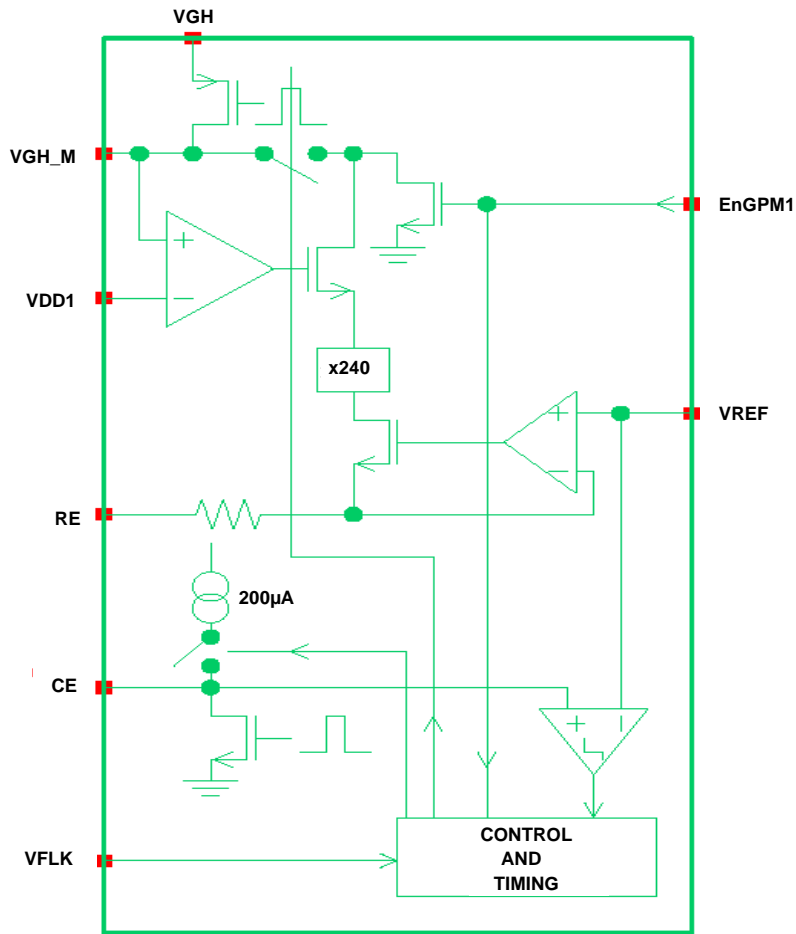 VGH
VGH_M
EnGPM1
VDD1
x240
VREF
RE
200µA
CE
VFLK
CONTROL
AND
TIMING